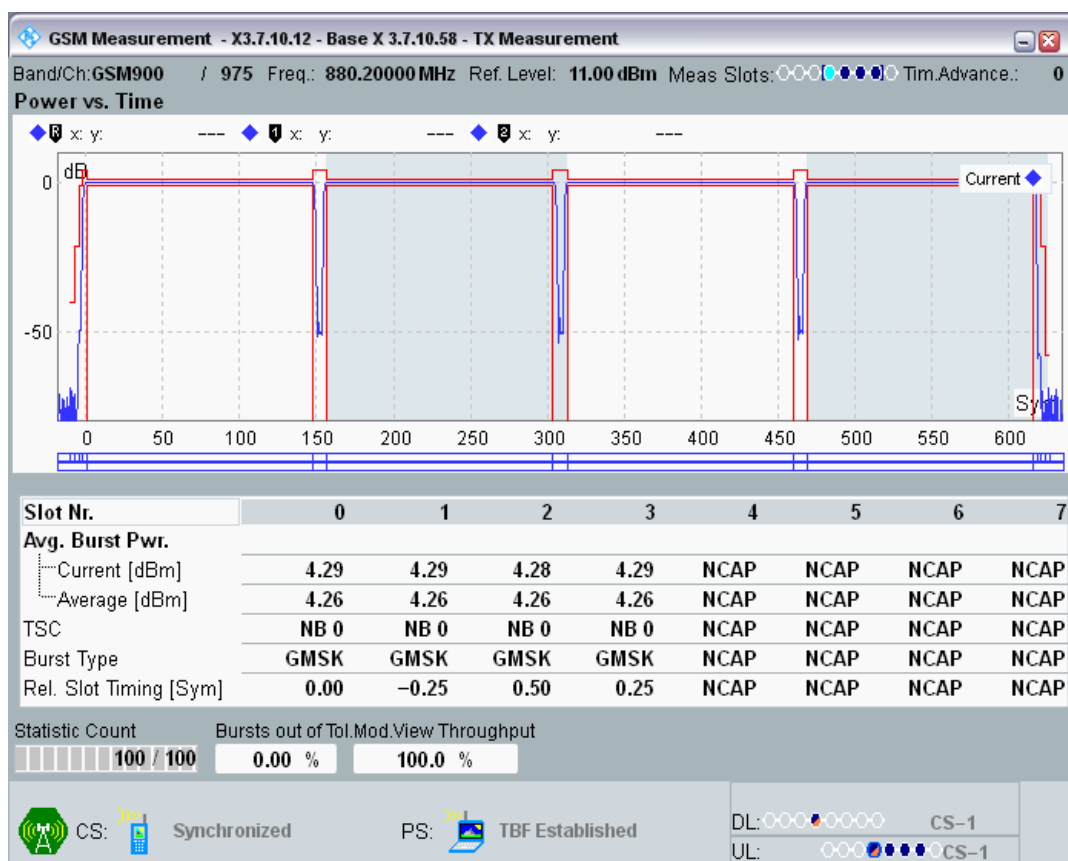 GSM Measurement - X3.7.10.12 - Base X 3.7.10.58 - TX Measurement
Band/Ch:GSM900 / 975 Freq.: 880.20000 MHz Ref. Level: 11.00 dBm Meas Slots: Tim.Advance.: 0
Power vs. Time
R x: y: --- 1 x: y: --- 2 x: y: ---
dB
Current
0
-50
0 50 100 150 200 250 300 350 400 450 500 550 600
Slot Nr. 0 1 2 3 4 5 6 7
Avg. Burst Pwr.
Current [dBm] 4.29 4.29 4.28 4.29 NCAP NCAP NCAP NCAP
Average [dBm] 4.26 4.26 4.26 4.26 NCAP NCAP NCAP NCAP
TSC NB 0 NB 0 NB 0 NB 0 NCAP NCAP NCAP NCAP
Burst Type GMSK GMSK GMSK GMSK NCAP NCAP NCAP NCAP
Rel. Slot Timing [Sym] 0.00 −0.25 0.50 0.25 NCAP NCAP NCAP NCAP
Statistic Count Bursts out of Tol. Mod.View Throughput
100 / 100 0.00 % 100.0 %
CS: Synchronized PS: TBF Established DL: CS−1
UL: CS−1